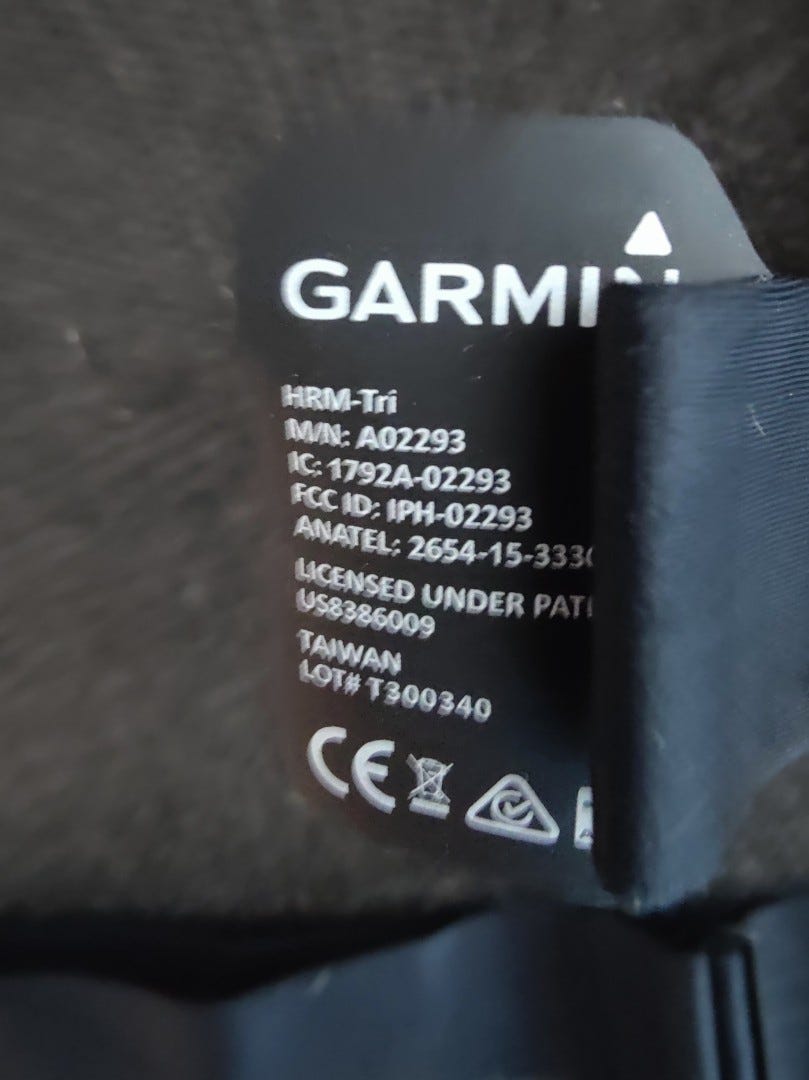 GARMIN
HRM-Tri
M/N: A02293
IC: 1792A-02293
FCC ID: IPH-02293
ANATEL: 2654-15-333
LICENSED UNDER PAT
US8386009
TAIWAN
LOT# T300340
CE